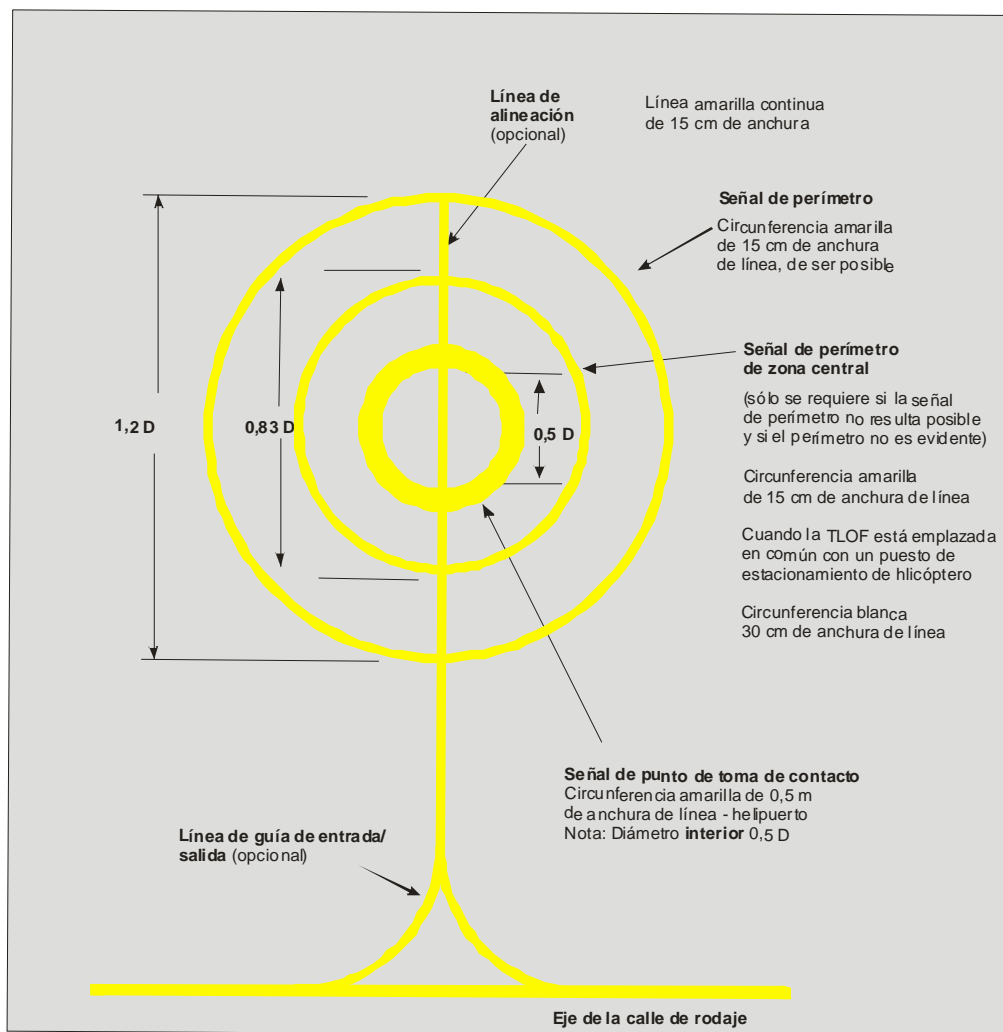 Línea de
alineación
(opcional)
Línea amarilla continua
de 15 cm de anchura
Señal de perímetro
Circunferencia amarilla
de 15 cm de anchura
de línea, de ser posible
Señal de perímetro
de zona central
(sólo se requiere si la señal
de perímetro no resulta posible
y si el perímetro no es evidente)
1,2 D
0,83 D
0,5 D
Circunferencia amarilla
de 15 cm de anchura de línea
Cuando la TLOF está emplazada
en común con un puesto de
estacionamiento de hlicóptero
Circunferencia blanca
30 cm de anchura de línea
Señal de punto de toma de contacto
Circunferencia amarilla de 0,5 m
de anchura de línea - helipuerto
Nota: Diámetro interior 0,5 D
Línea de guía de entrada/
salida (opcional)
Eje de la calle de rodaje